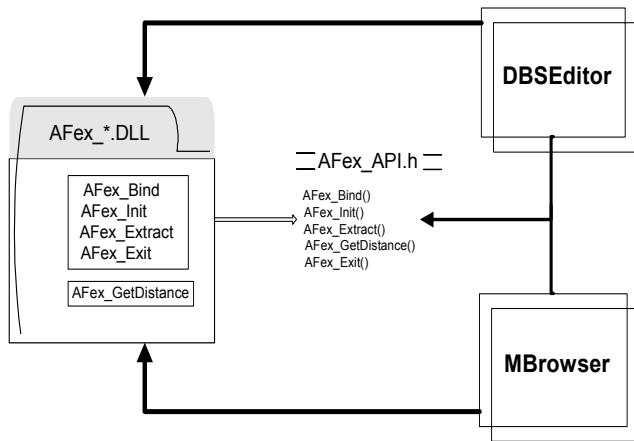 DBSEditor
AFex_*.DLL
AFex_Bind
AFex_Init
AFex_Extract
AFex_Exit
AFex_GetDistance
AFex_API.h
AFex_Bind()
AFex_Init()
AFex_Extract()
AFex_GetDistance()
AFex_Exit()
MBrowser